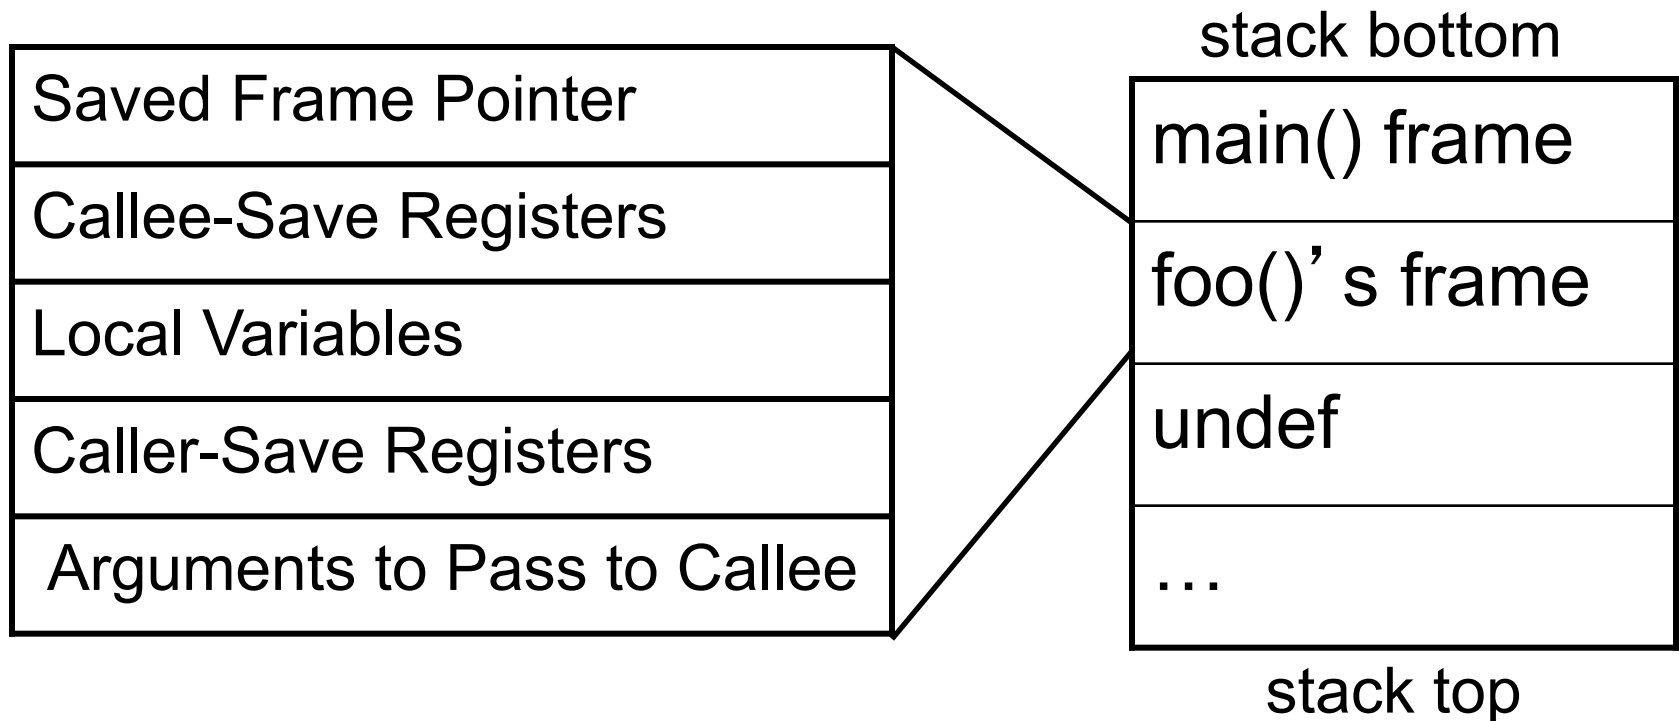 Saved Frame Pointer
Callee-Save Registers
Local Variables
Caller-Save Registers
Arguments to Pass to Callee
stack bottom
main() frame
foo()’s frame
undef
…
stack top